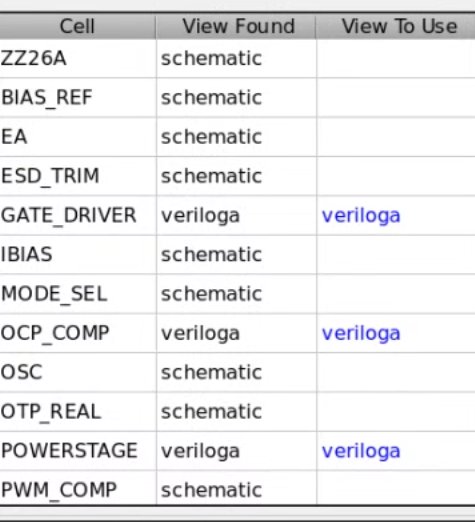 Cell View Found View To Use
ZZ26A schematic
BIAS_REF schematic
EA schematic
ESD_TRIM schematic
GATE_DRIVER veriloga veriloga
IBIAS schematic
MODE_SEL schematic
OCP_COMP veriloga veriloga
OSC schematic
OTP_REAL schematic
POWERSTAGE veriloga veriloga
PWM_COMP schematic